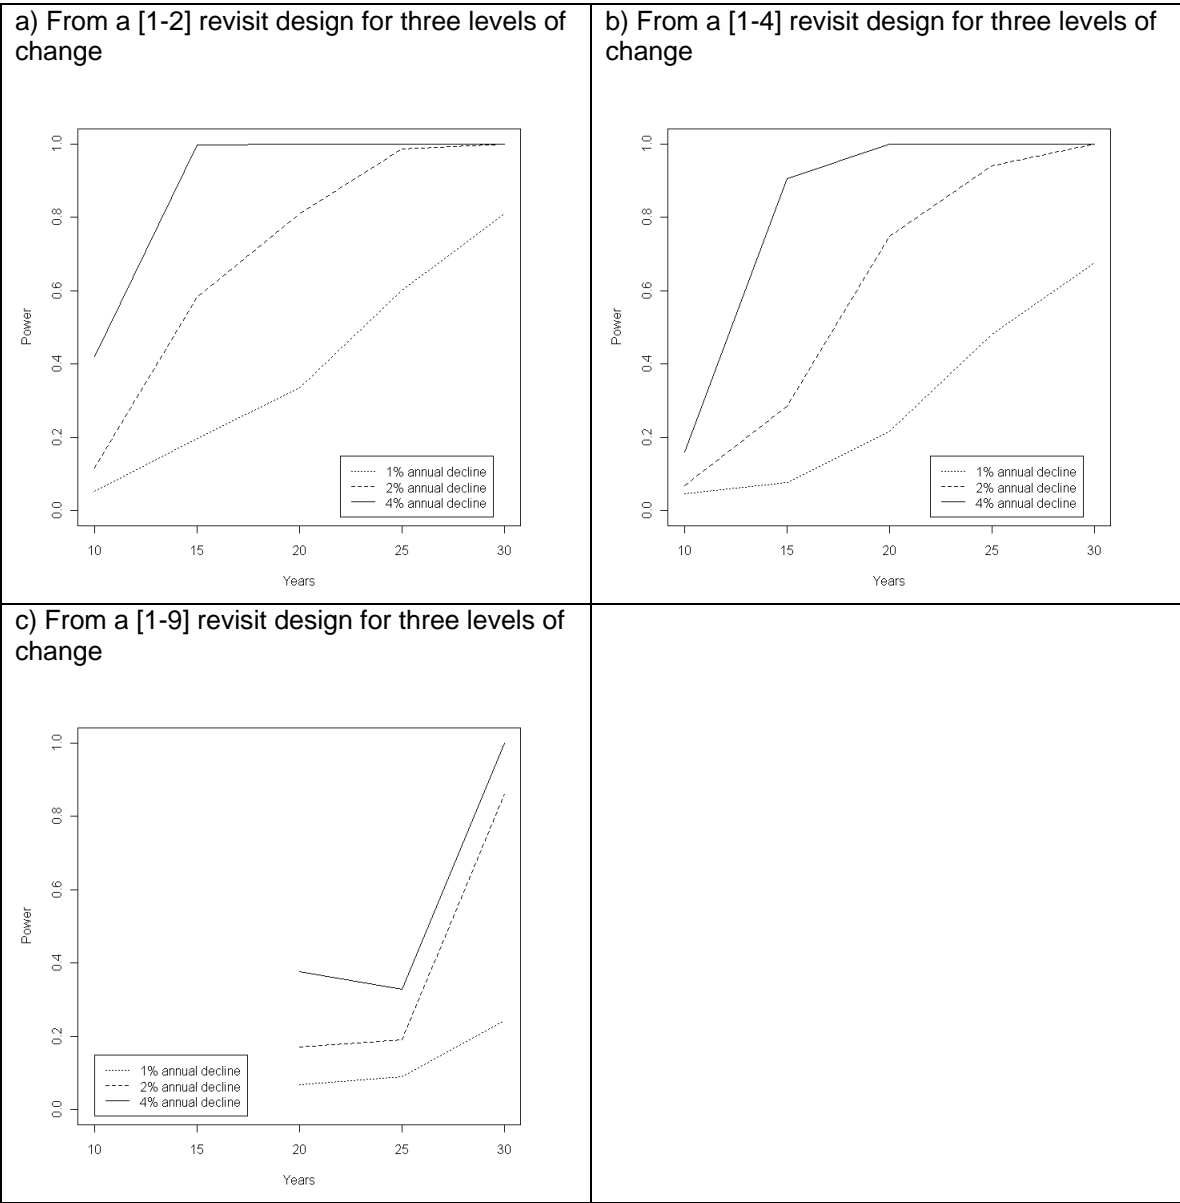 a) From a [1-2] revisit design for three levels of
change
1.0
0.8
0.6
0.4
0.2
0.0
Power
1% annual decline
2% annual decline
4% annual decline
10 15 20 25 30
Years
b) From a [1-4] revisit design for three levels of
change
1.0
0.8
0.6
0.4
0.2
0.0
Power
1% annual decline
2% annual decline
4% annual decline
10 15 20 25 30
Years
c) From a [1-9] revisit design for three levels of
change
1.0
0.8
0.6
0.4
0.2
0.0
Power
1% annual decline
2% annual decline
4% annual decline
10 15 20 25 30
Years